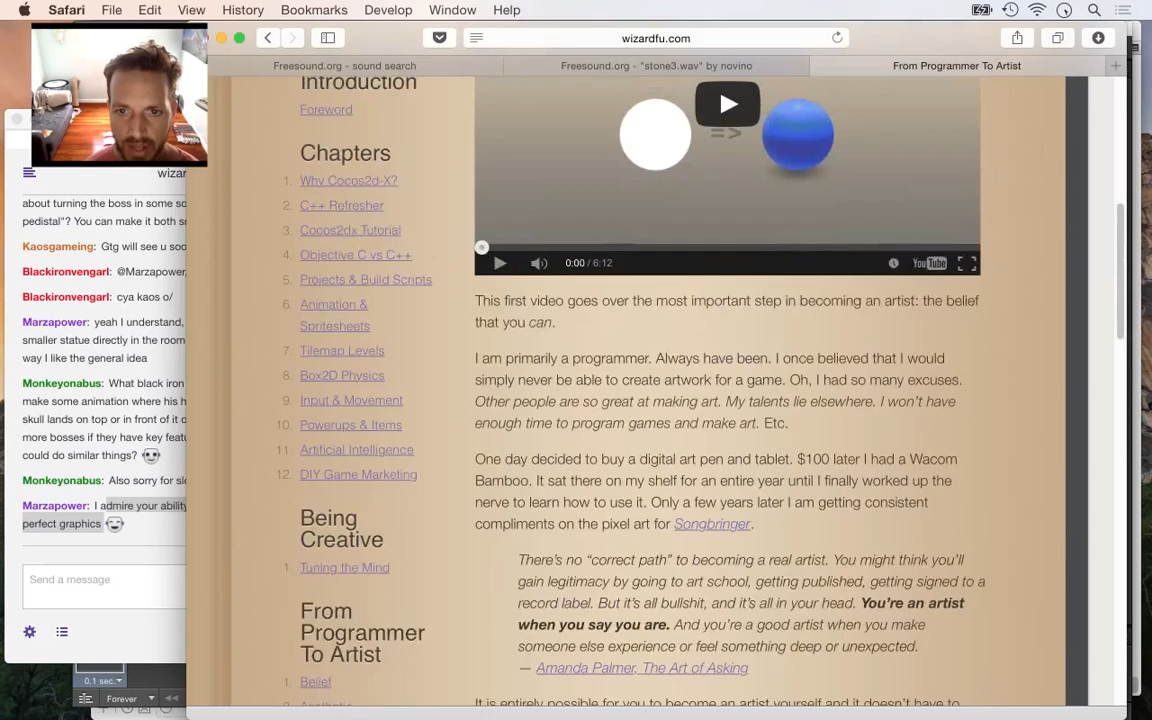 Safari File Edit View History Bookmarks Develop Window Help
wizardfu.com
Freesound.org - sound search
Freesound.org - "stone3.wav" by novino
From Programmer To Artist
wizar
about turning the boss in some so
pedistal"? You can make it both s
Kaosgameing: Gtg will see u soo
Blackironvengarl: @Marzapower,
Blackironvengarl: cya kaos o/
Marzapower: yeah I understand,
smaller statue directly in the room
way I like the general idea
Monkeyonabus: What black iron
make some animation where his h
skull lands on top or in front of it o
more bosses if they have key featu
could do similar things?
Monkeyonabus: Also sorry for slo
Marzapower: I admire your ability
perfect graphics
Send a message
0.1 sec.
Forever
Introduction
Foreword
Chapters
1. Why Cocos2d-X?
2. C++ Refresher
3. Cocos2dx Tutorial
4. Objective C vs C++
5. Projects & Build Scripts
6. Animation &
Spritesheets
7. Tilemap Levels
8. Box2D Physics
9. Input & Movement
10. Powerups & Items
11. Artificial Intelligence
12. DIY Game Marketing
Being
Creative
1. Tuning the Mind
From
Programmer
To Artist
1. Belief
=>
0:00 / 6:12
YouTube
This first video goes over the most important step in becoming an artist: the belief
that you can.
I am primarily a programmer. Always have been. I once believed that I would
simply never be able to create artwork for a game. Oh, I had so many excuses.
Other people are so great at making art. My talents lie elsewhere. I won't have
enough time to program games and make art. Etc.
One day decided to buy a digital art pen and tablet. $100 later I had a Wacom
Bamboo. It sat there on my shelf for an entire year until I finally worked up the
nerve to learn how to use it. Only a few years later I am getting consistent
compliments on the pixel art for Songbringer.
There's no “correct path” to becoming a real artist. You might think you'll
gain legitimacy by going to art school, getting published, getting signed to a
record label. But it's all bullshit, and it's all in your head. You're an artist
when you say you are. And you're a good artist when you make
someone else experience or feel something deep or unexpected.
— Amanda Palmer, The Art of Asking
It is entirely possible for you to become an artist yourself and it doesn't have to